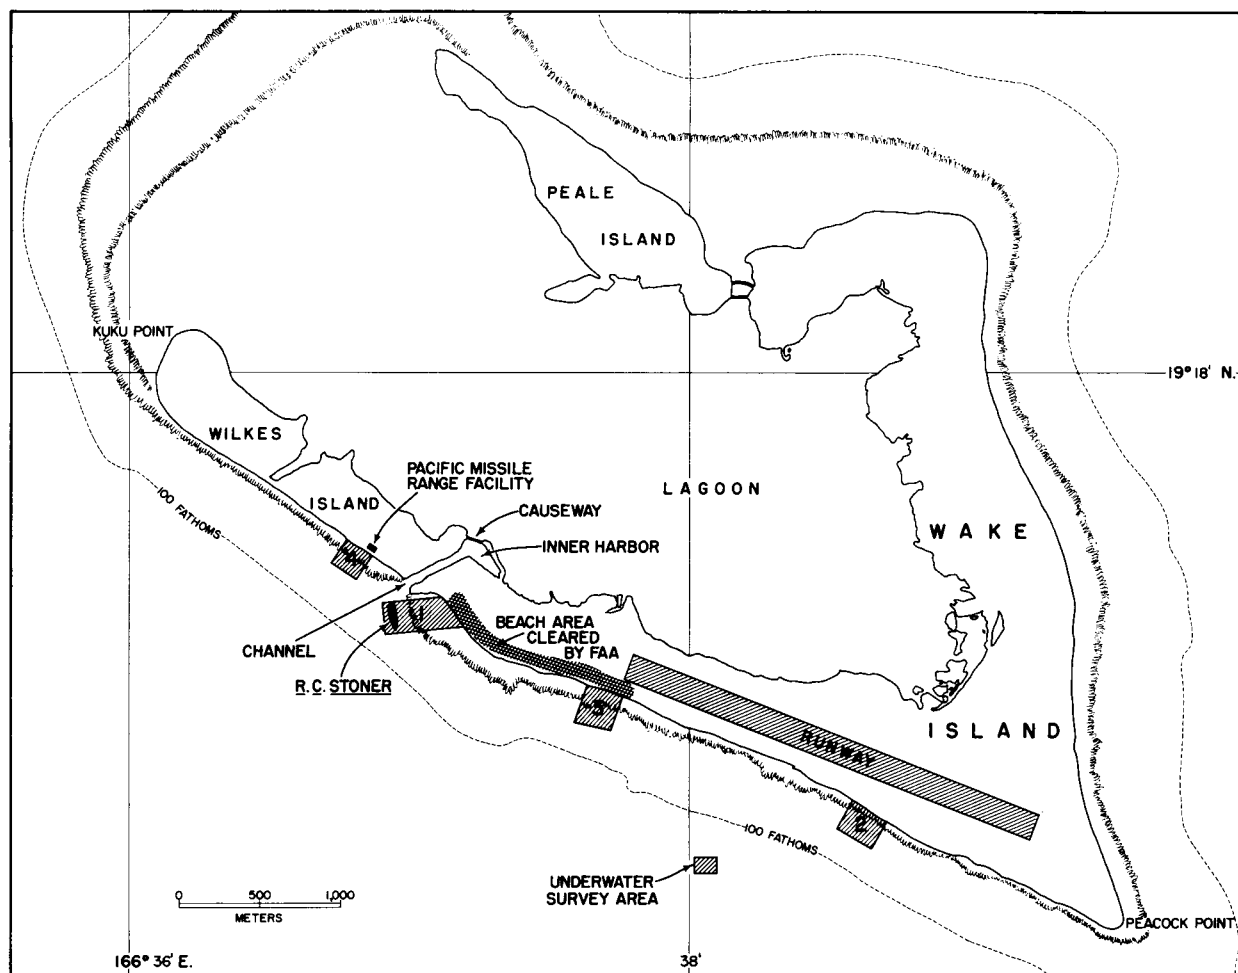 PEALE
ISLAND
KUKU POINT
19° 18' N.
WILKES
ISLAND
PACIFIC MISSILE
RANGE FACILITY
LAGOON
CAUSEWAY
INNER HARBOR
WAKE
ISLAND
100 FATHOMS
4
1
CHANNEL
R.C. STONER
BEACH AREA
CLEARED
BY FAA
3
RUNWAY
2
100 FATHOMS
UNDERWATER
SURVEY AREA
0 500 1,000
METERS
PEACOCK POINT
166° 36' E.
38'